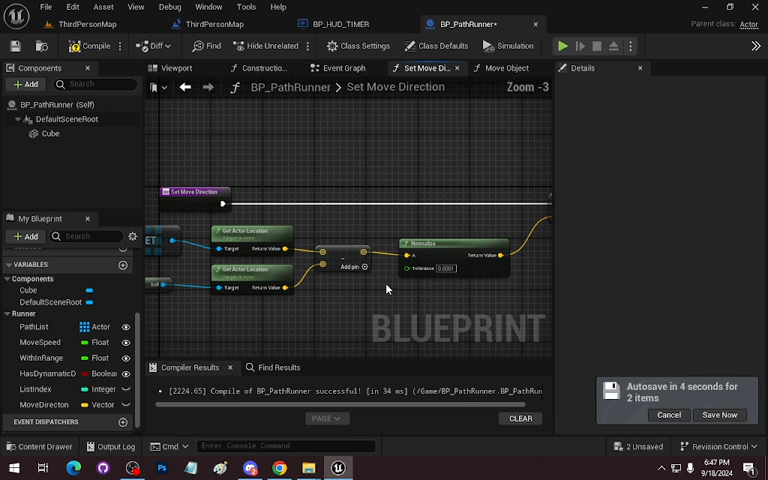 File Edit Asset View Debug Window Tools Help
ThirdPersonMap ThirdPersonMap BP_HUD_TIMER BP_PathRunner• Parent class: Actor
Compile Diff Find Hide Unrelated Class Settings Class Defaults Simulation
Components Viewport Constructio... Event Graph Set Move Di... Move Object Details
+ Add Search BP_PathRunner > Set Move Direction Zoom -3
BP_PathRunner (Self)
DefaultSceneRoot
Cube
Set Move Direction
My Blueprint
+ Add Search
ET
Get Actor Location
Target is Actor
Target Return Value
Normalize
A Return Value
Tolerance 0.0001
-
Add pin
Get Actor Location
Target is Actor
Target Return Value
BLUEPRINT
VARIABLES
Components
Cube
DefaultSceneRoot
Runner
PathList Actor
MoveSpeed Float
WithInRange Float
HasDynamicD Boolean
ListIndex Integer
MoveDirecton Vector
EVENT DISPATCHERS
Compiler Results Find Results
[2224.65] Compile of BP_PathRunner successful! [in 34 ms] (/Game/BP_PathRunner.BP_PathRun
PAGE CLEAR
Autosave in 4 seconds for
2 items
Cancel Save Now
Content Drawer Output Log Cmd Enter Console Command 2 Unsaved Revision Control
6:47 PM
9/18/2024